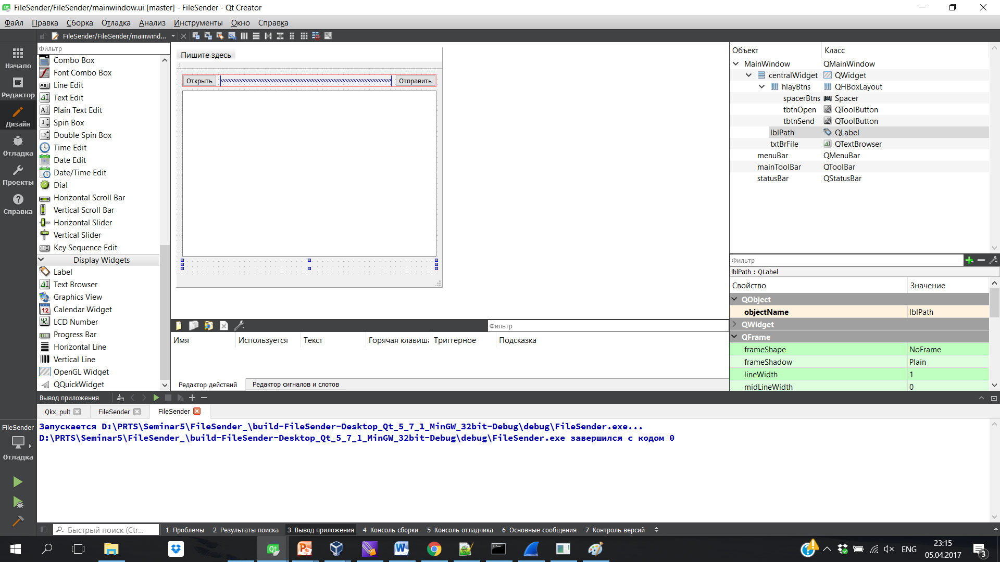 FileSender/FileSender/mainwindow.ui [master] - FileSender - Qt Creator
Файл Правка Сборка Отладка Анализ Инструменты Окно Справка
FileSender/FileSender/mainwind...
Начало
Редактор
Дизайн
Отладка
Проекты
Справка
Фильтр
Combo Box
Font Combo Box
Line Edit
Text Edit
Plain Text Edit
Spin Box
Double Spin Box
Time Edit
Date Edit
Date/Time Edit
Dial
Horizontal Scroll Bar
Vertical Scroll Bar
Horizontal Slider
Vertical Slider
Key Sequence Edit
Display Widgets
Label
Text Browser
Graphics View
Calendar Widget
LCD Number
Progress Bar
Horizontal Line
Vertical Line
OpenGL Widget
QQuickWidget
Пишите здесь
Открыть Отправить
Фильтр
Имя Используется Текст Горячая клавиш Триггерное Подсказка
Редактор действий Редактор сигналов и слотов
Объект Класс
MainWindow QMainWindow
centralWidget QWidget
hlayBtns QHBoxLayout
spacerBtns Spacer
tbtnOpen QToolButton
tbtnSend QToolButton
lblPath QLabel
txtBrFile QTextBrowser
menuBar QMenuBar
mainToolBar QToolBar
statusBar QStatusBar
Фильтр
lblPath : QLabel
Свойство Значение
QObject
objectName lblPath
QWidget
QFrame
frameShape NoFrame
frameShadow Plain
lineWidth 1
midLineWidth 0
Вывод приложения
Qkx_pult FileSender FileSender
Запускается D:\PRTS\Seminar5\FileSender_\build-FileSender-Desktop_Qt_5_7_1_MinGW_32bit-Debug\debug\FileSender.exe...
D:\PRTS\Seminar5\FileSender_\build-FileSender-Desktop_Qt_5_7_1_MinGW_32bit-Debug\debug\FileSender.exe завершился с кодом 0
FileSender
Отладка
Быстрый поиск (Ctr... 1 Проблемы 2 Результаты поиска 3 Вывод приложения 4 Консоль сборки 5 Консоль отладчика 6 Основные сообщения 7 Контроль версий
ENG
23:15
05.04.2017
3